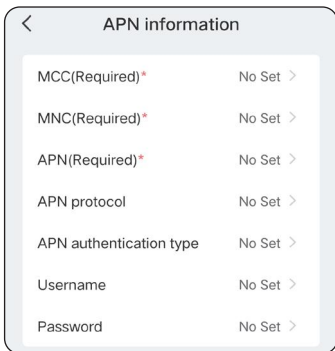 APN information
MCC(Required)* No Set
MNC(Required)* No Set
APN(Required)* No Set
APN protocol No Set
APN authentication type No Set
Username No Set
Password No Set